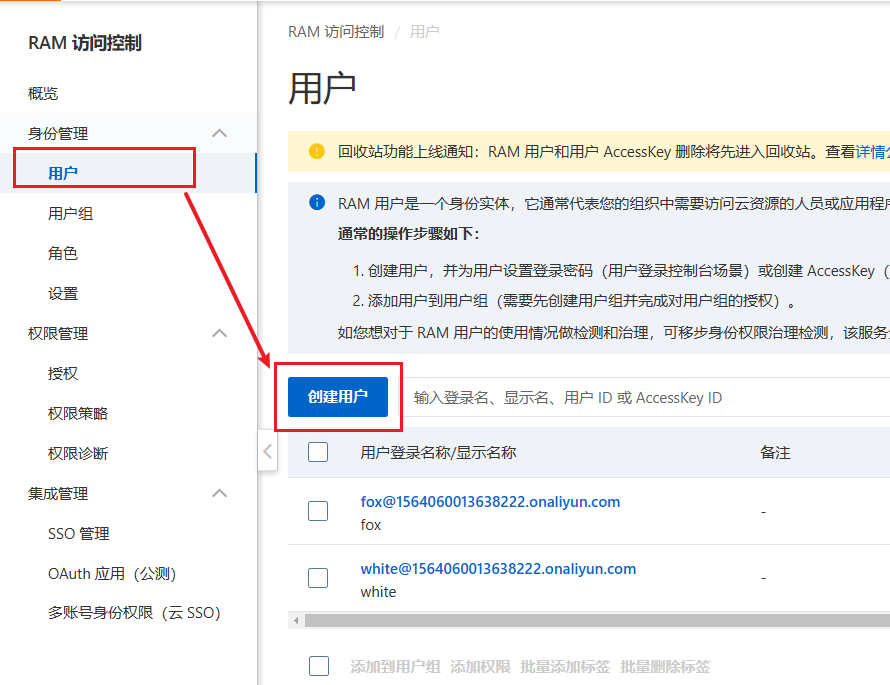 RAM 访问控制
概览
身份管理
用户
用户组
角色
设置
权限管理
授权
权限策略
权限诊断
集成管理
SSO 管理
OAuth 应用（公测）
多账号身份权限（云 SSO）
RAM 访问控制 / 用户
用户
回收站功能上线通知：RAM 用户和用户 AccessKey 删除将先进入回收站。查看详情
RAM 用户是一个身份实体，它通常代表您的组织中需要访问云资源的人员或应用程序
通常的操作步骤如下：
1. 创建用户，并为用户设置登录密码（用户登录控制台场景）或创建 AccessKey（
2. 添加用户到用户组（需要先创建用户组并完成对用户组的授权）。
如您想对于 RAM 用户的使用情况做检测和治理，可移步身份权限治理检测，该服务
创建用户 输入登录名、显示名、用户 ID 或 AccessKey ID
用户登录名称/显示名称 备注
fox@1564060013638222.onaliyun.com -
fox
white@1564060013638222.onaliyun.com -
white
添加到用户组 添加权限 批量添加标签 批量删除标签